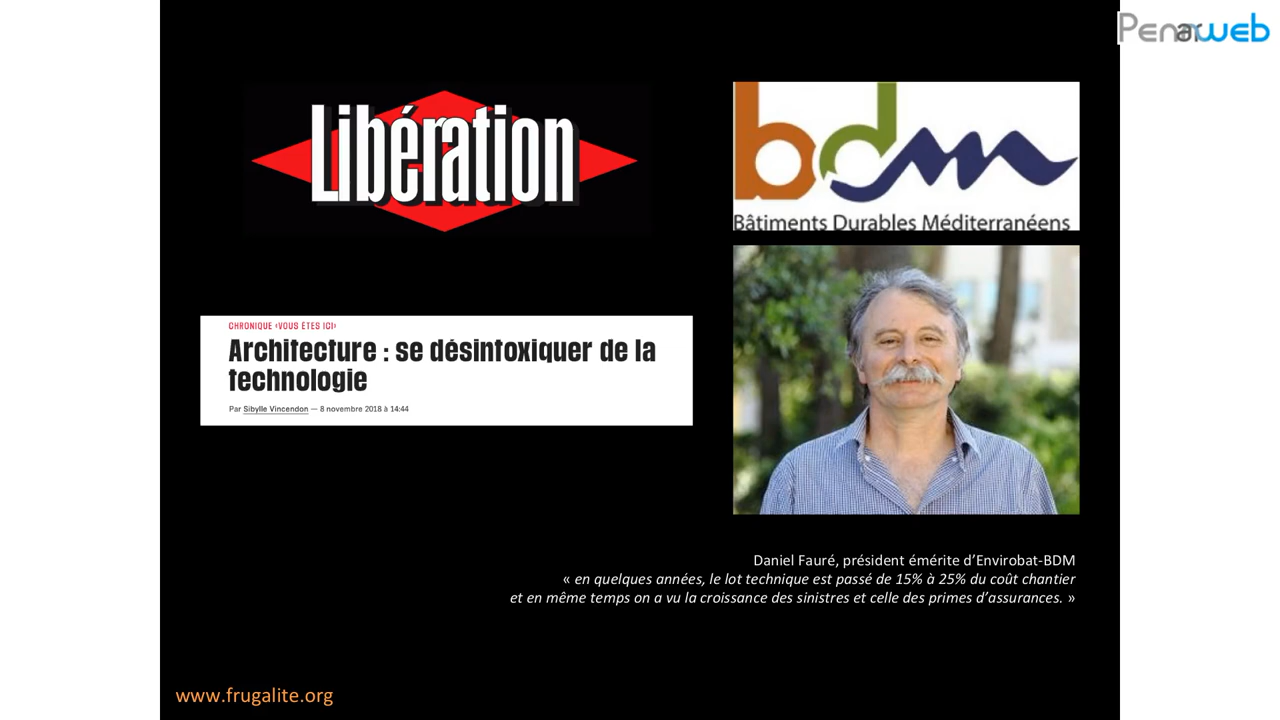 Penarweb
Libération
bdm
Bâtiments Durables Méditerranéens
CHRONIQUE «VOUS ÊTES ICI»
Architecture : se désintoxiquer de la
technologie
Par Sibylle Vincendon — 8 novembre 2018 à 14:44
Daniel Fauré, président émérite d’Envirobat-BDM
« en quelques années, le lot technique est passé de 15% à 25% du coût chantier
et en même temps on a vu la croissance des sinistres et celle des primes d’assurances. »
www.frugalite.org